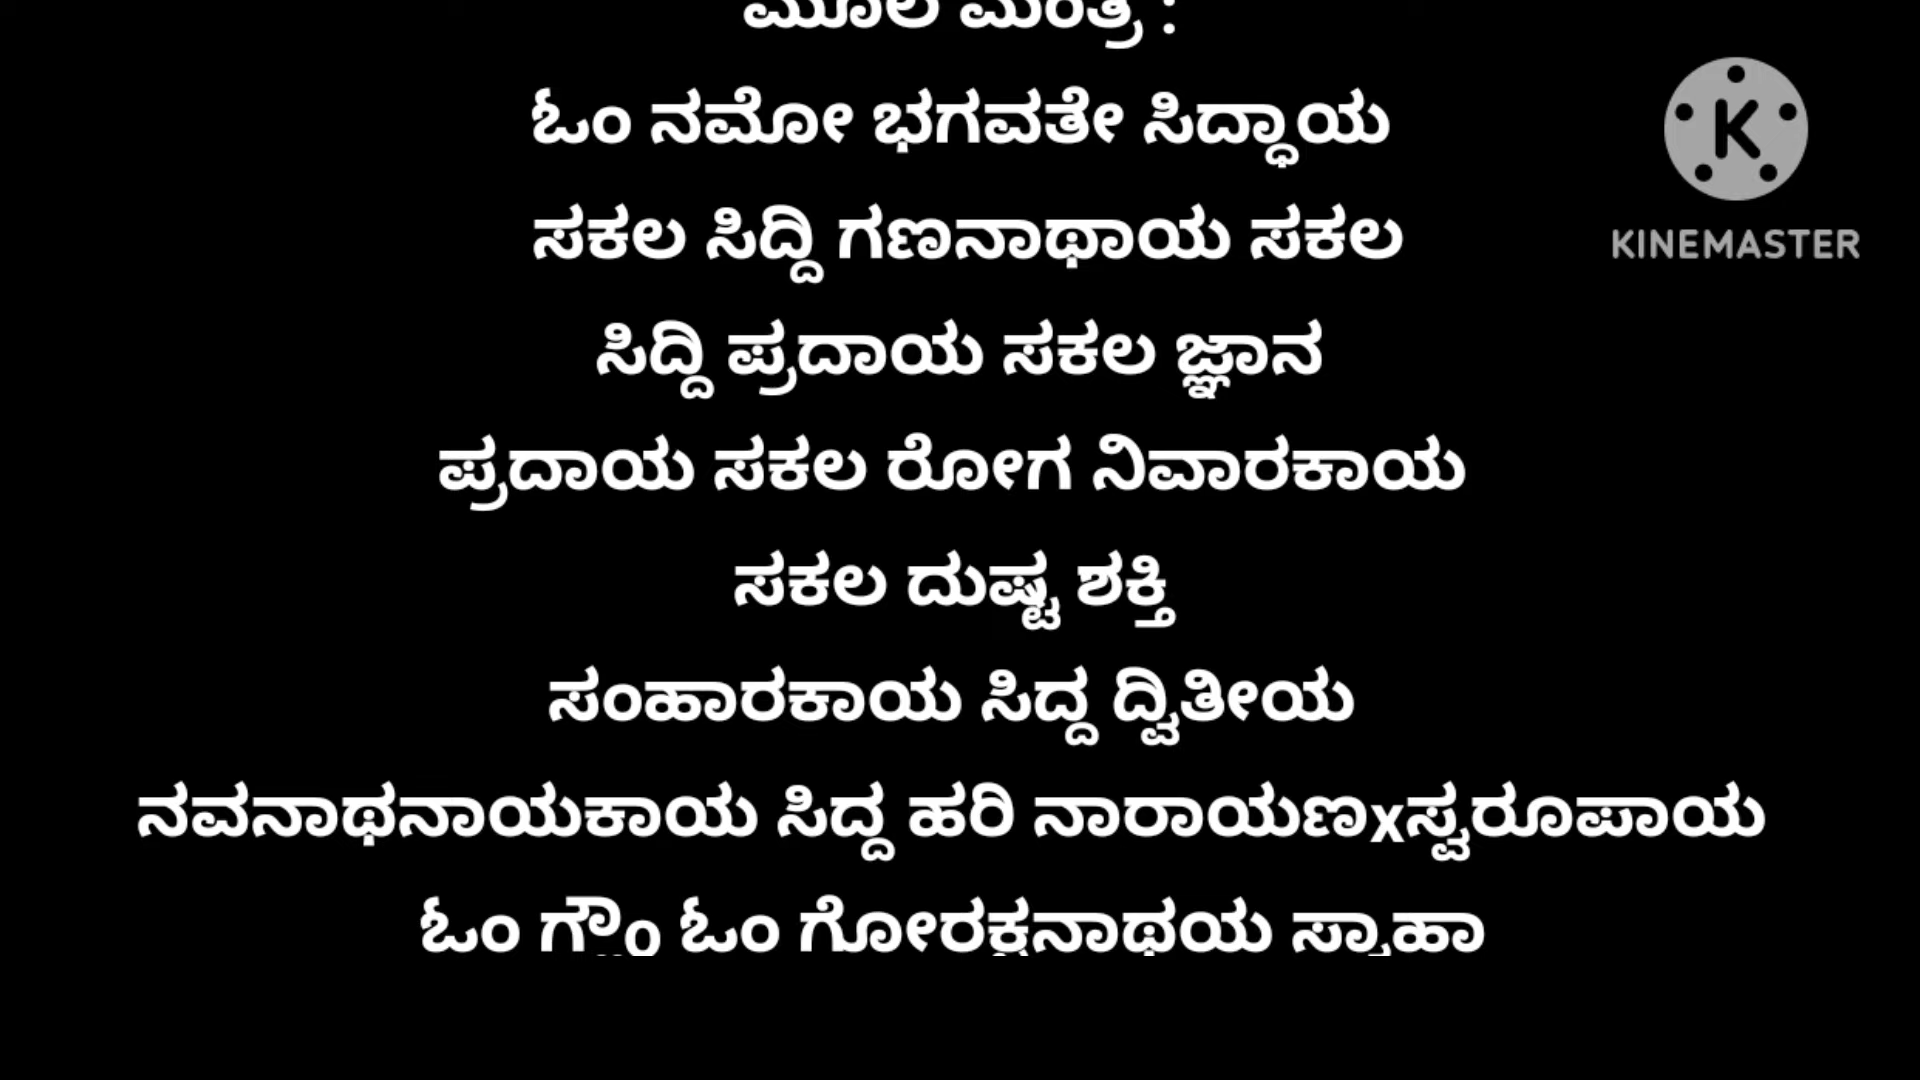 ಮೂಲ ಮಂತ್ರ :
ಓಂ ನಮೋ ಭಗವತೇ ಸಿದ್ಧಾಯ
ಸಕಲ ಸಿದ್ದಿ ಗಣನಾಥಾಯ ಸಕಲ
ಸಿದ್ದಿ ಪ್ರದಾಯ ಸಕಲ ಜ್ಞಾನ
ಪ್ರದಾಯ ಸಕಲ ರೋಗ ನಿವಾರಕಾಯ
ಸಕಲ ದುಷ್ಟ ಶಕ್ತಿ
ಸಂಹಾರಕಾಯ ಸಿದ್ದ ದ್ವಿತೀಯ
ನವನಾಥನಾಯಕಾಯ ಸಿದ್ದ ಹರಿ ನಾರಾಯಣxಸ್ವರೂಪಾಯ
ಓಂ ಓಂ ಗೋರಕ್ಷನಾಥಯ ಸ್ವಾಹಾ
KINEMASTER